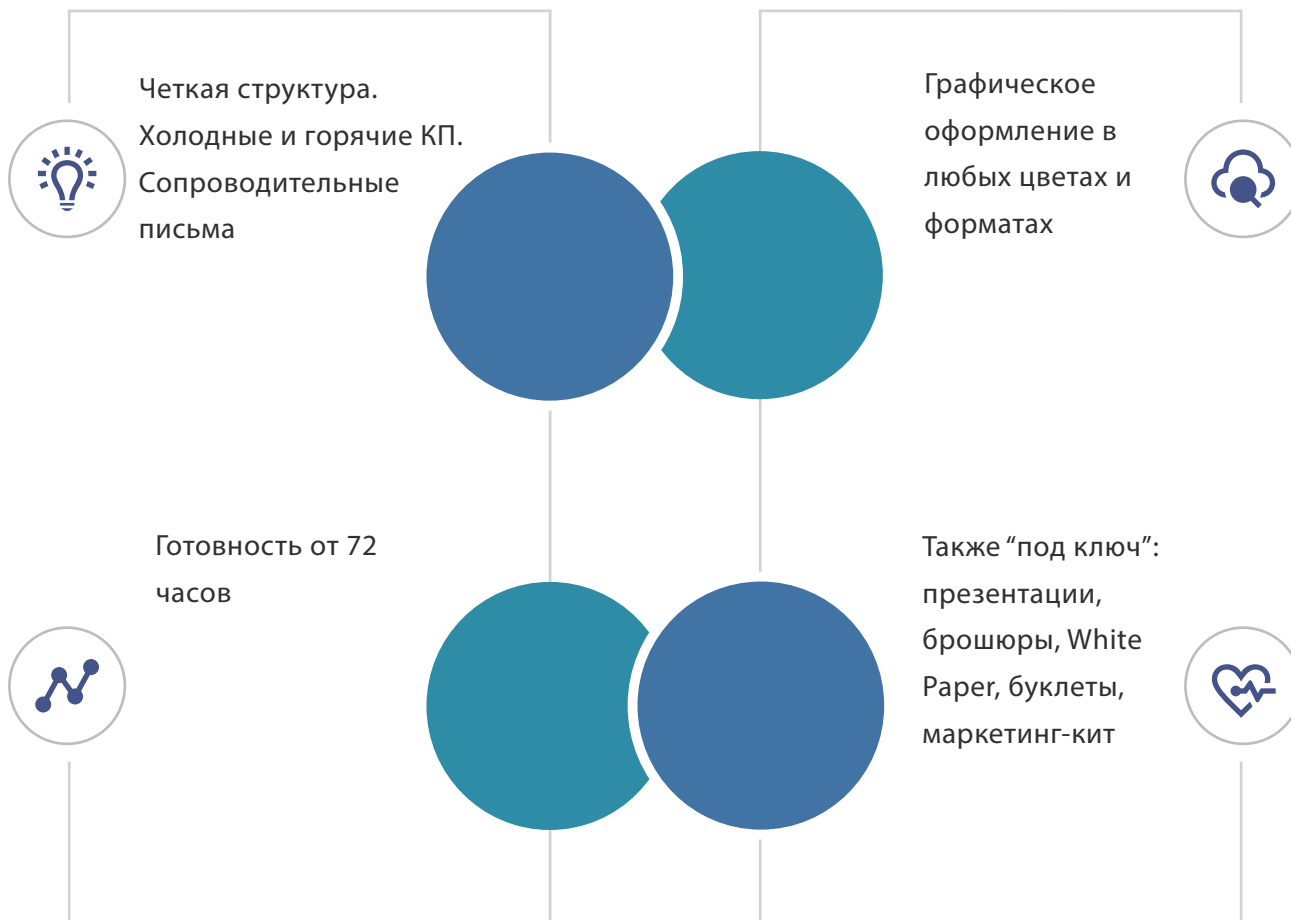 Четкая структура.
Холодные и горячие КП.
Сопроводительные
письма
Графическое
оформление в
любых цветах и
форматах
Готовность от 72
часов
Также “под ключ”:
презентации,
брошюры, White
Paper, буклеты,
маркетинг-кит